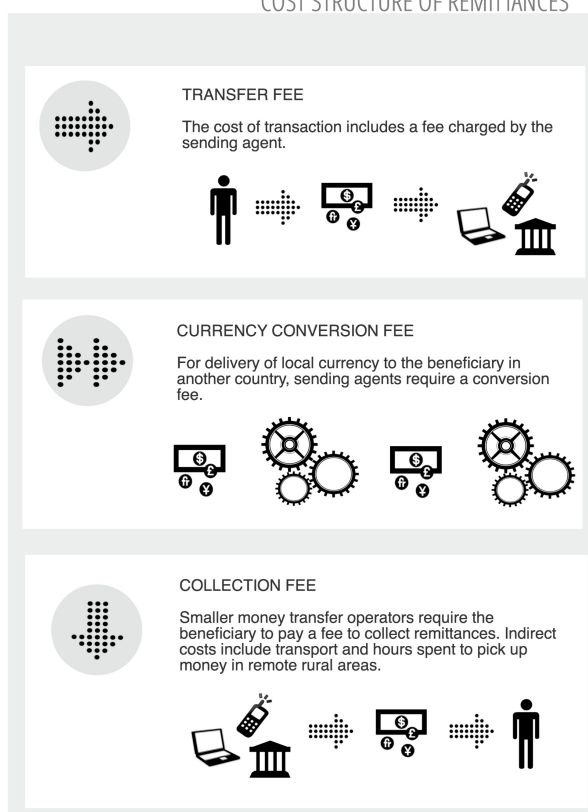 COST STRUCTURE OF REMITTANCES
TRANSFER FEE
The cost of transaction includes a fee charged by the
sending agent.
CURRENCY CONVERSION FEE
For delivery of local currency to the beneficiary in
another country, sending agents require a conversion
fee.
COLLECTION FEE
Smaller money transfer operators require the
beneficiary to pay a fee to collect remittances. Indirect
costs include transport and hours spent to pick up
money in remote rural areas.